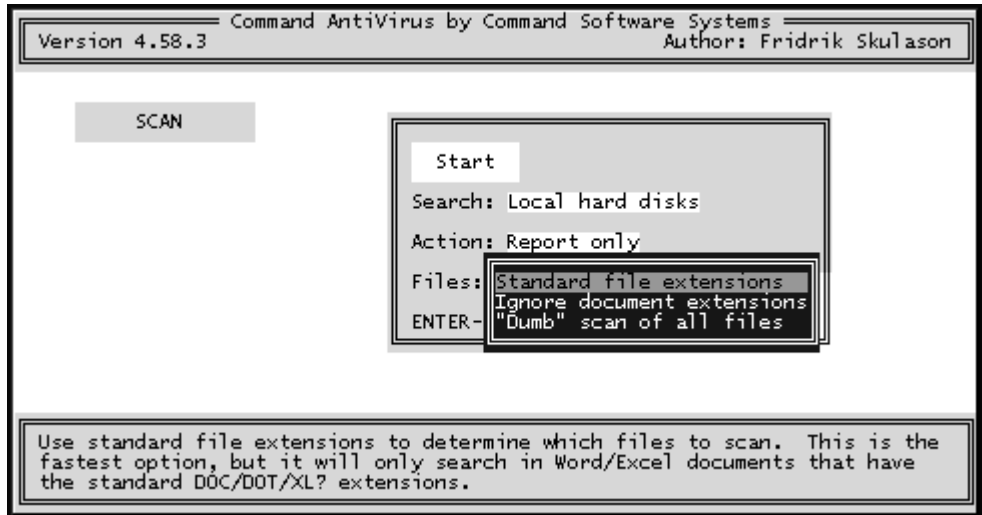 Command AntiVirus by Command Software Systems
Version 4.58.3 Author: Fridrik Skulason
SCAN
Start
Search: Local hard disks
Action: Report only
Files: Standard file extensions
Ignore document extensions
ENTER- "Dumb" scan of all files
Use standard file extensions to determine which files to scan. This is the
fastest option, but it will only search in Word/Excel documents that have
the standard DOC/DOT/XL? extensions.